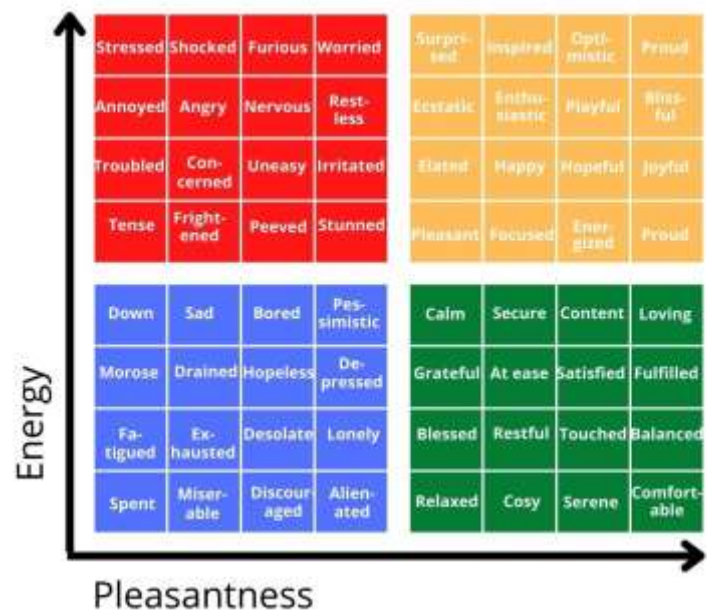 Stressed Shocked Furious Worried
Surpri-
sed Inspired Opti-
mistic Proud
Annoyed Angry Nervous Rest-
less
Ecstatic Enthu-
siastic Playful Bliss-
ful
Troubled Con-
cerned Uneasy Irritated
Elated Happy Hopeful Joyful
Tense Fright-
ened Peeved Stunned
Pleasant Focused Ener-
gized Proud
Down Sad Bored Pes-
simistic
Calm Secure Content Loving
Morose Drained Hopeless De-
pressed
Grateful At ease Satisfied Fulfilled
Fa-
tigued Ex-
hausted Desolate Lonely
Blessed Restful Touched Balanced
Spent Miser-
able Discour
aged Alien-
ated
Relaxed Cosy Serene Comfort-
able
Energy
Pleasantness